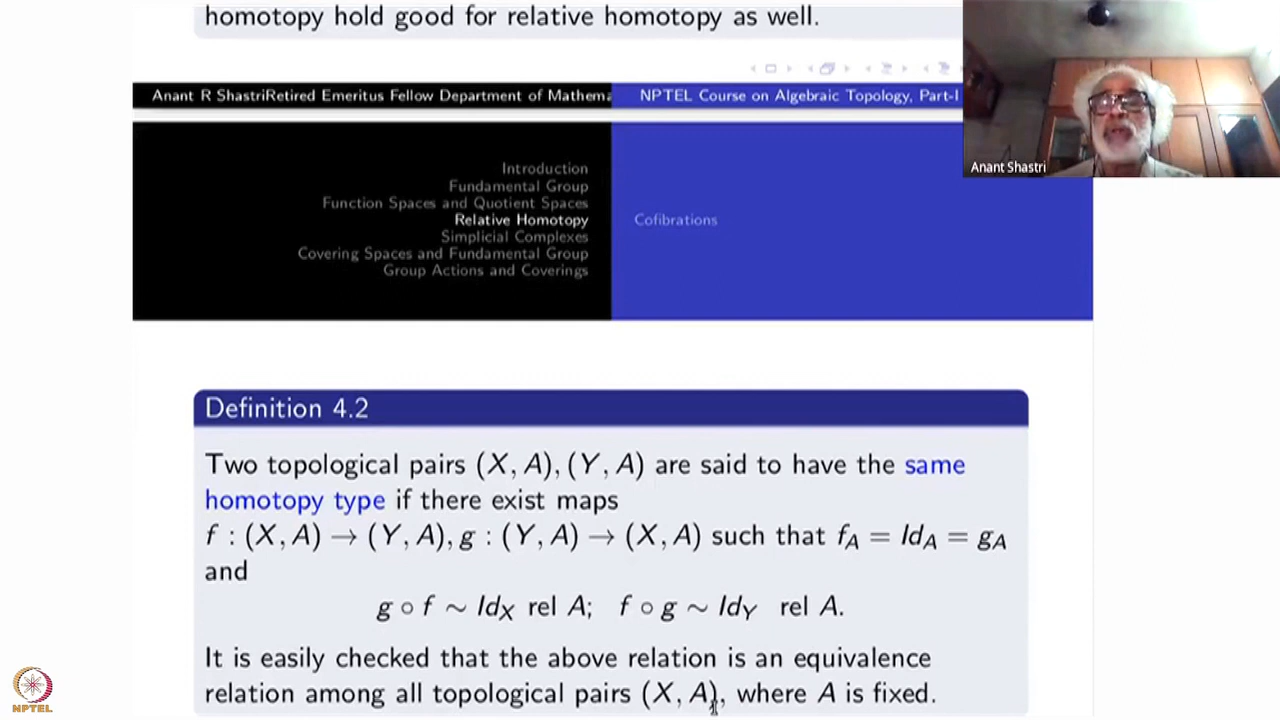 homotopy hold good for relative homotopy as well.
Anant R ShastriRetired Emeritus Fellow Department of Mathema
NPTEL Course on Algebraic Topology, Part-I
Anant Shastri
Introduction
Fundamental Group
Function Spaces and Quotient Spaces
Relative Homotopy
Simplicial Complexes
Covering Spaces and Fundamental Group
Group Actions and Coverings
Cofibrations
Definition 4.2
Two topological pairs (X, A), (Y, A) are said to have the same
homotopy type if there exist maps
f : (X, A) → (Y, A), g : (Y, A) → (X, A) such that f_A = Id_A = g_A
and
g ∘ f ∼ Id_X rel A; f ∘ g ∼ Id_Y rel A.
It is easily checked that the above relation is an equivalence
relation among all topological pairs (X, A), where A is fixed.
NPTEL